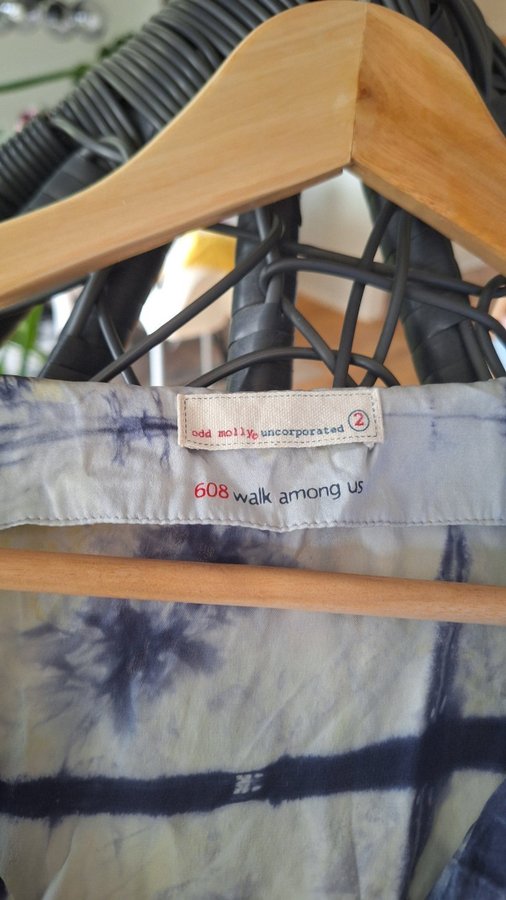 odd molly© uncorporated 2
608 walk among us